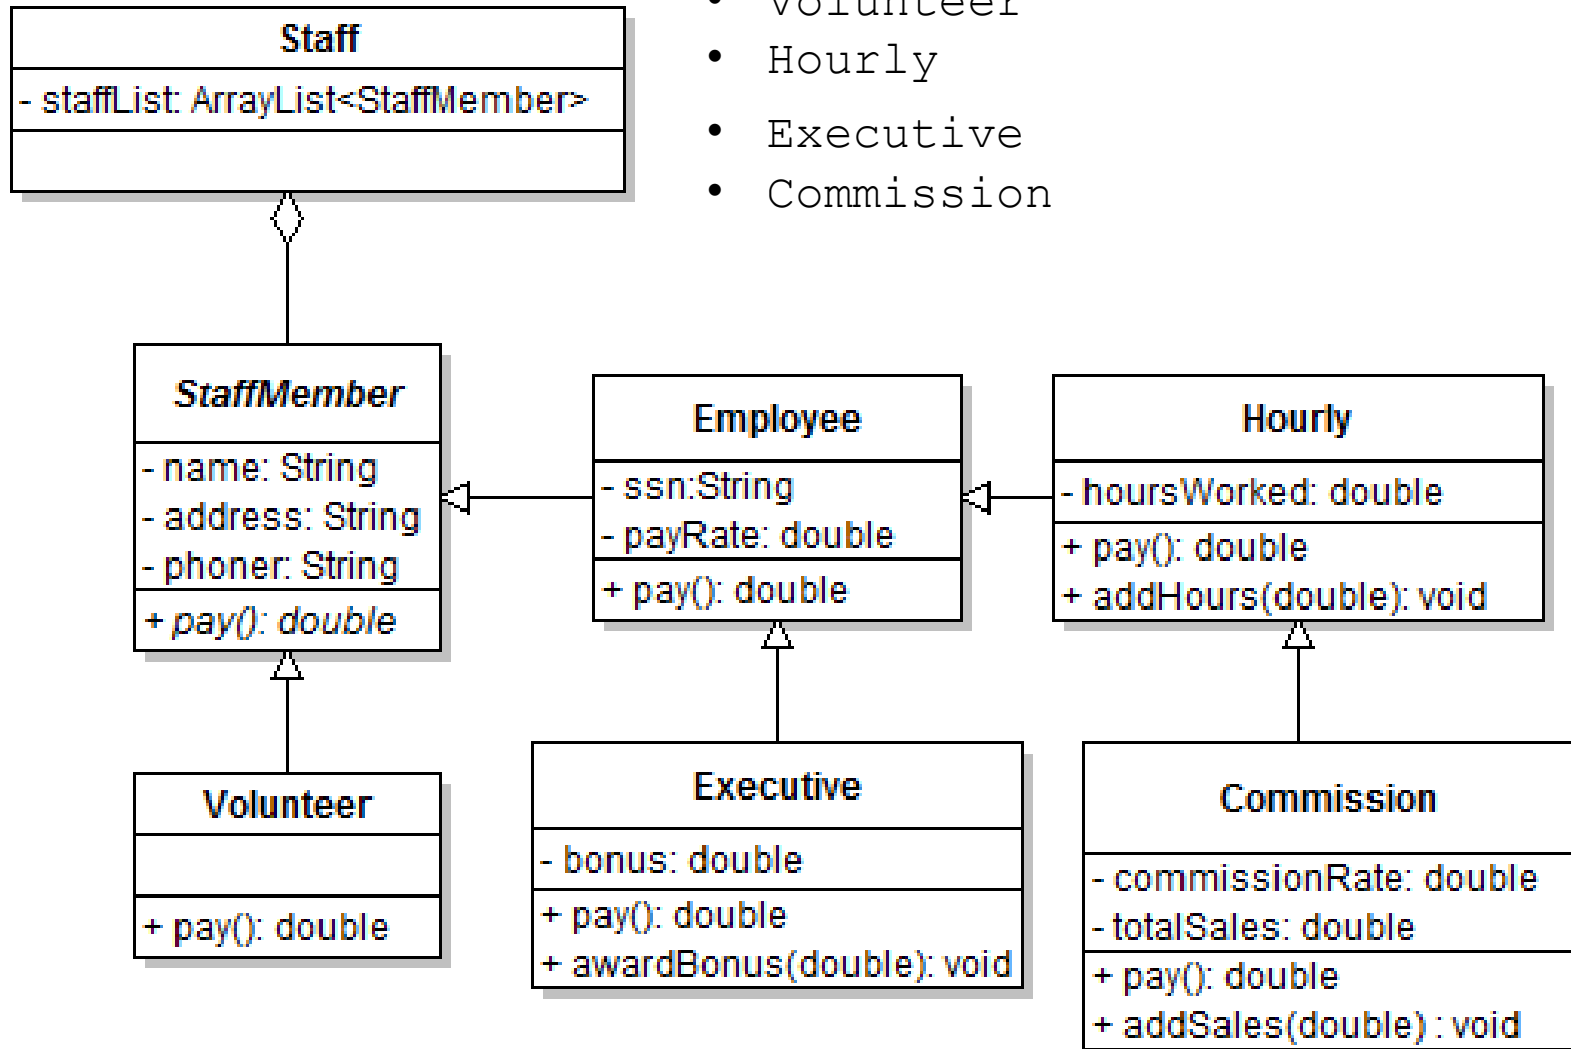 • Volunteer
• Hourly
• Executive
• Commission
Staff
- staffList: ArrayList<StaffMember>
StaffMember
- name: String
- address: String
- phoner: String
+ pay(): double
Employee
- ssn:String
- payRate: double
+ pay(): double
Hourly
- hoursWorked: double
+ pay(): double
+ addHours(double): void
Volunteer
+ pay(): double
Executive
- bonus: double
+ pay(): double
+ awardBonus(double): void
Commission
- commissionRate: double
- totalSales: double
+ pay(): double
+ addSales(double) : void